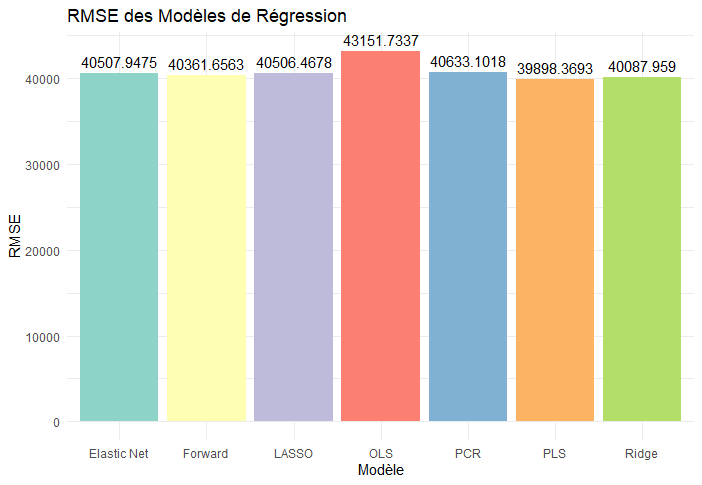 RMSE des Modèles de Régression
43151.7337
40507.9475 40361.6563 40506.4678 40633.1018 39898.3693 40087.959
40000
30000
RMSE
20000
10000
0
Elastic Net Forward LASSO OLS PCR PLS Ridge
Modèle